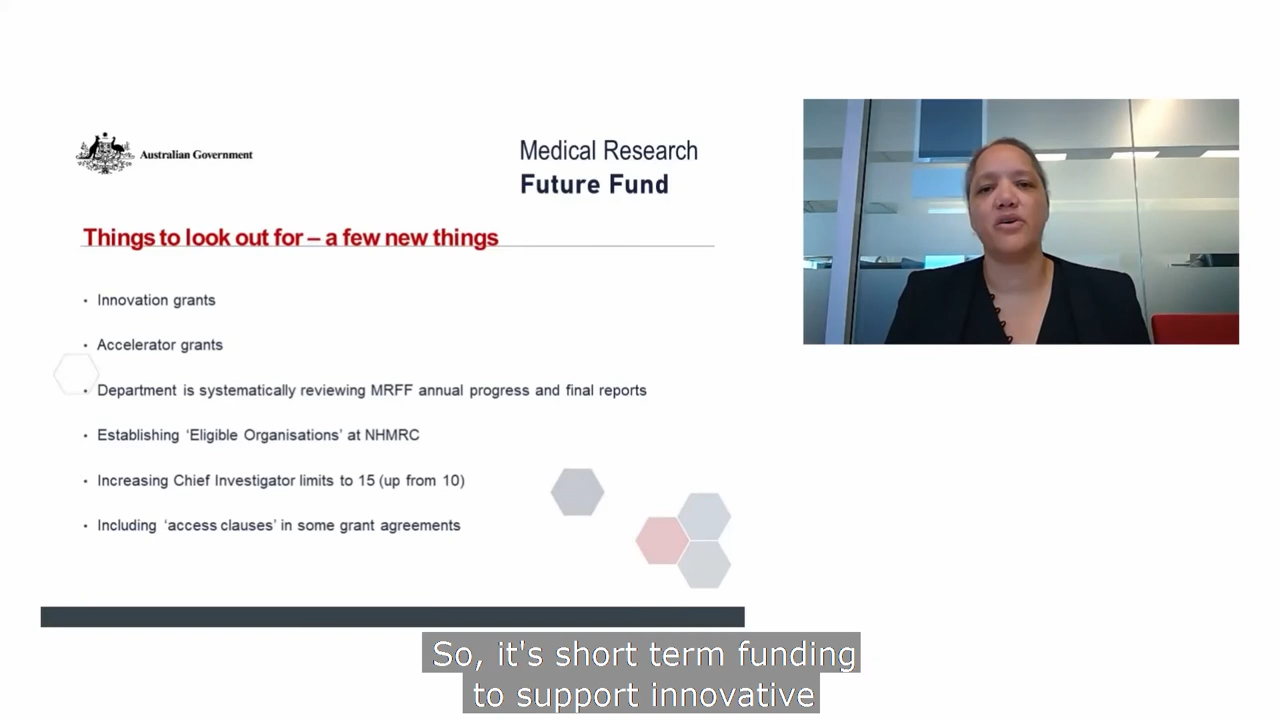 Australian Government
Medical Research
Future Fund
Things to look out for – a few new things
• Innovation grants
• Accelerator grants
• Department is systematically reviewing MRFF annual progress and final reports
• Establishing ‘Eligible Organisations’ at NHMRC
• Increasing Chief Investigator limits to 15 (up from 10)
• Including ‘access clauses’ in some grant agreements
So, it's short term funding
to support innovative